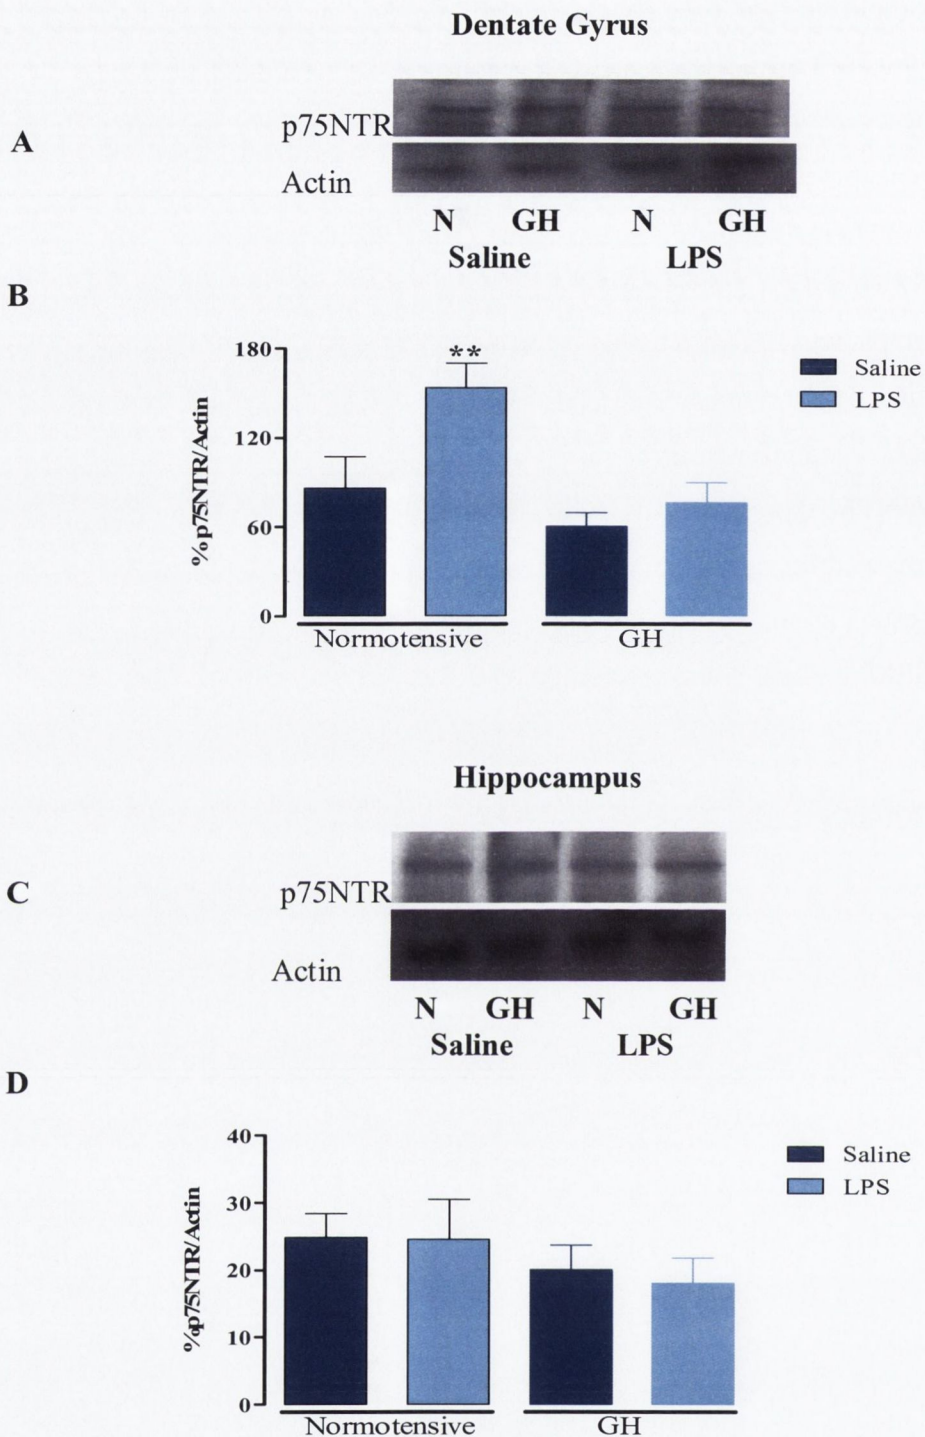 Dentate Gyrus
A
p75NTR
Actin
N GH N GH
Saline LPS
B
180
120
60
0
%p75NTR/Actin
**
Saline
LPS
Normotensive GH
Hippocampus
C
p75NTR
Actin
N GH N GH
Saline LPS
D
40
30
20
10
0
%p75NTR/Actin
Saline
LPS
Normotensive GH